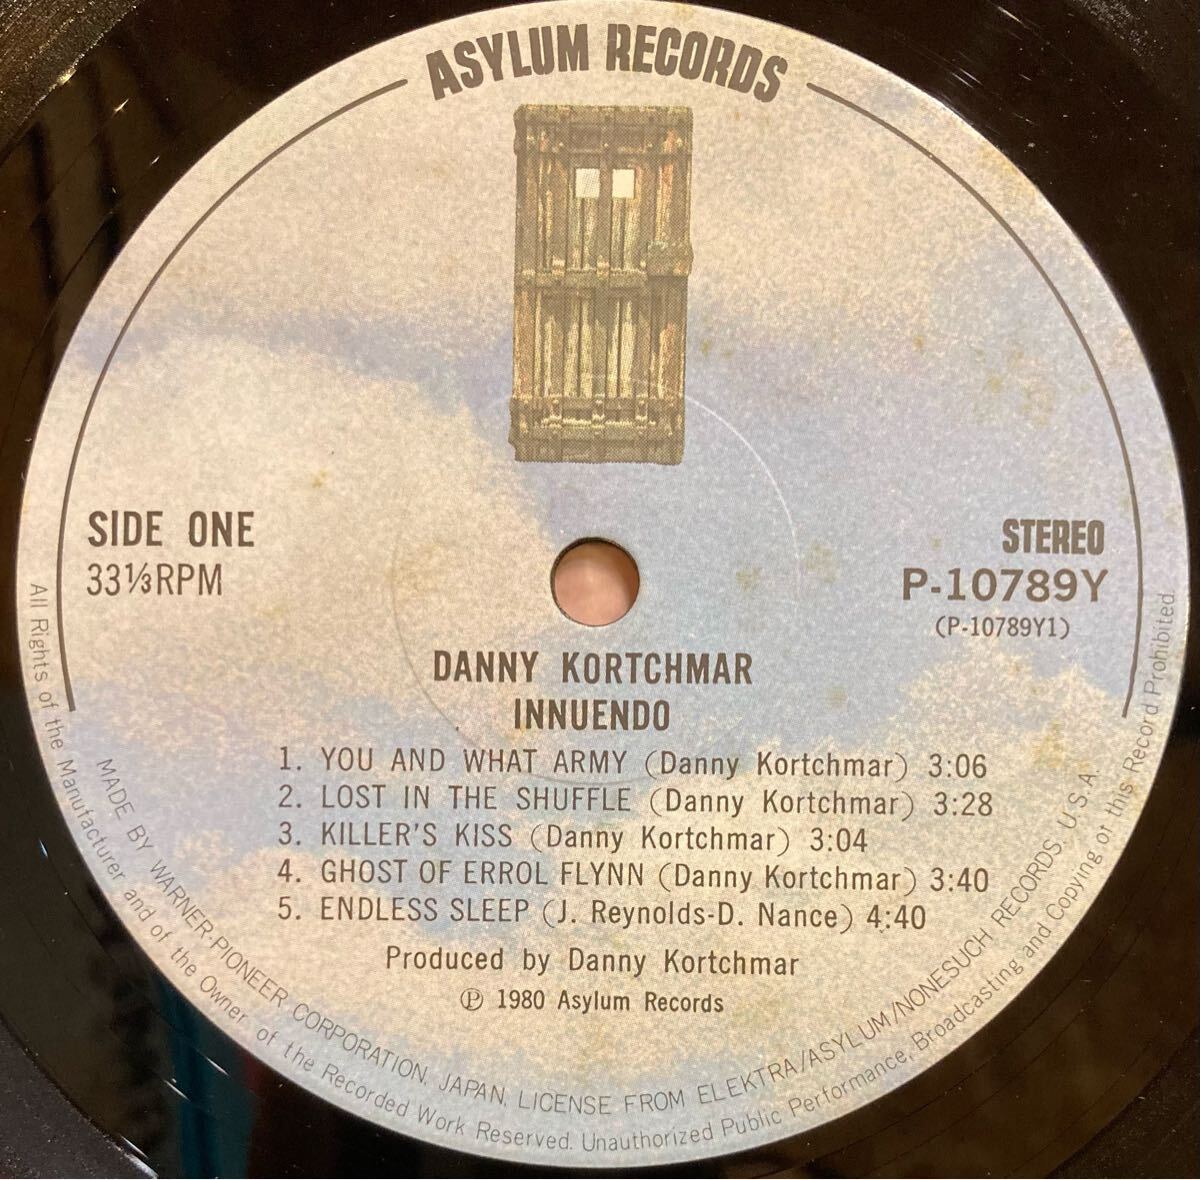 ASYLUM RECORDS
SIDE ONE
33⅓RPM
STEREO
P-10789Y
(P-10789Y1)
DANNY KORTCHMAR
INNUENDO
1. YOU AND WHAT ARMY (Danny Kortchmar) 3:06
2. LOST IN THE SHUFFLE (Danny Kortchmar) 3:28
3. KILLER'S KISS (Danny Kortchmar) 3:04
4. GHOST OF ERROL FLYNN (Danny Kortchmar) 3:40
5. ENDLESS SLEEP (J. Reynolds-D. Nance) 4:40
Produced by Danny Kortchmar
℗ 1980 Asylum Records
MADE BY WARNER-PIONEER CORPORATION, JAPAN, LICENSE FROM ELEKTRA/ASYLUM/NONESUCH RECORDS, U.S.A.
All Rights of the Manufacturer and of the Owner of the Recorded Work Reserved. Unauthorized Public Performance, Broadcasting and Copying of this Record Prohibited.